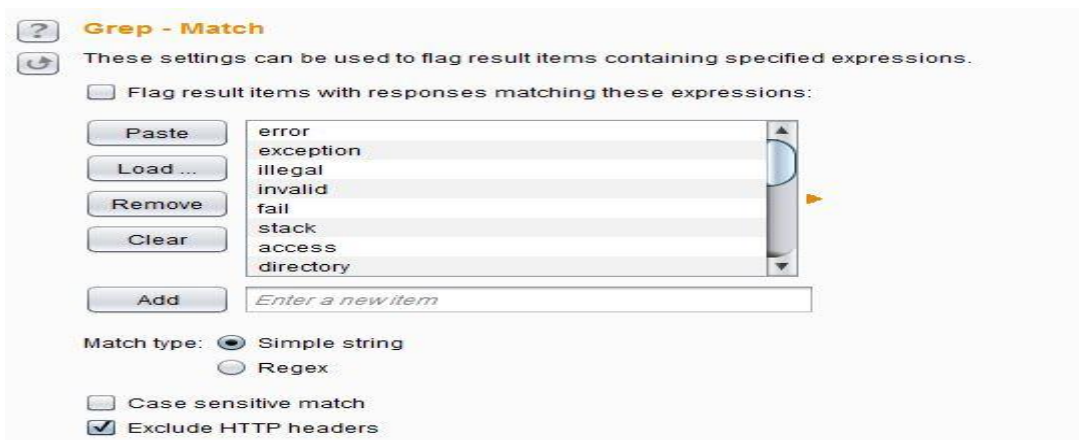 ?
Grep - Match
These settings can be used to flag result items containing specified expressions.
Flag result items with responses matching these expressions:
Paste
Load ...
Remove
Clear
error
exception
illegal
invalid
fail
stack
access
directory
Add
Enter a new item
Match type:
Simple string
Regex
Case sensitive match
Exclude HTTP headers